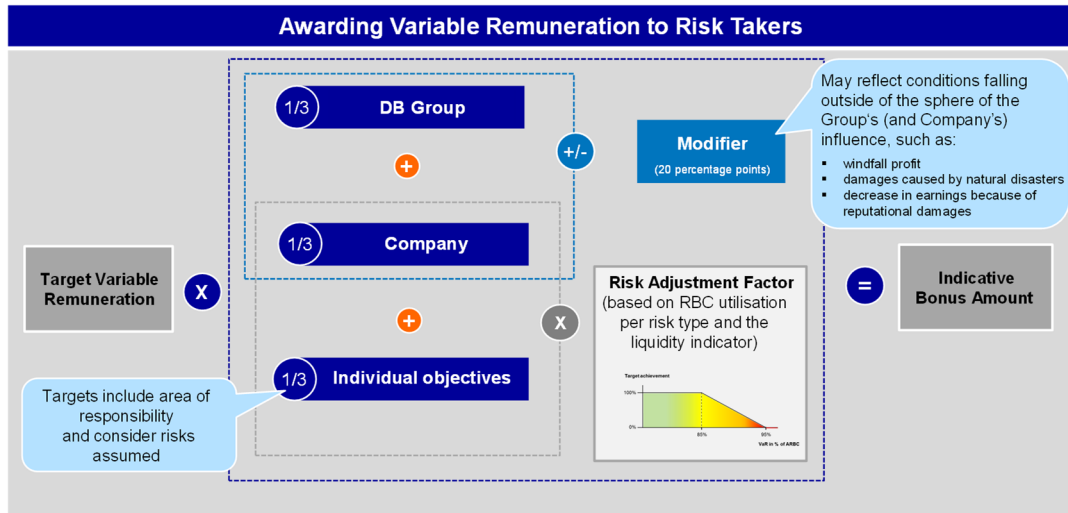 Awarding Variable Remuneration to Risk Takers
1/3
DB Group
+
1/3
Company
+
1/3
Individual objectives
+/-
Modifier
(20 percentage points)
May reflect conditions falling
outside of the sphere of the
Group's (and Company's)
influence, such as:
▪ windfall profit
▪ damages caused by natural disasters
▪ decrease in earnings because of
reputational damages
Target Variable
Remuneration
X
X
Risk Adjustment Factor
(based on RBC utilisation
per risk type and the
liquidity indicator)
Target achievement
100%
0%
80%
95%
VaR in % of ARBC
=
Indicative
Bonus Amount
Targets include area of
responsibility
and consider risks
assumed